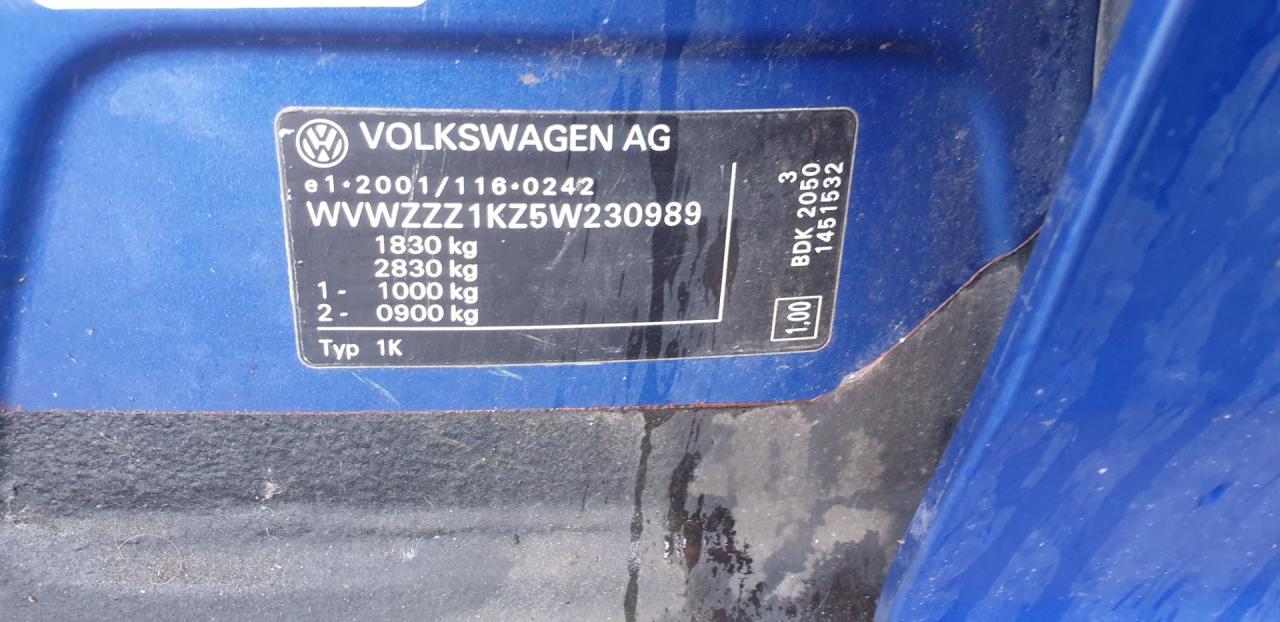 VOLKSWAGEN AG
e1*2001/116*0242
WVWZZZ1KZ5W230989
1830 kg
2830 kg
1- 1000 kg
2- 0900 kg
Typ 1K
3
BDK 2050
1451532
1.00